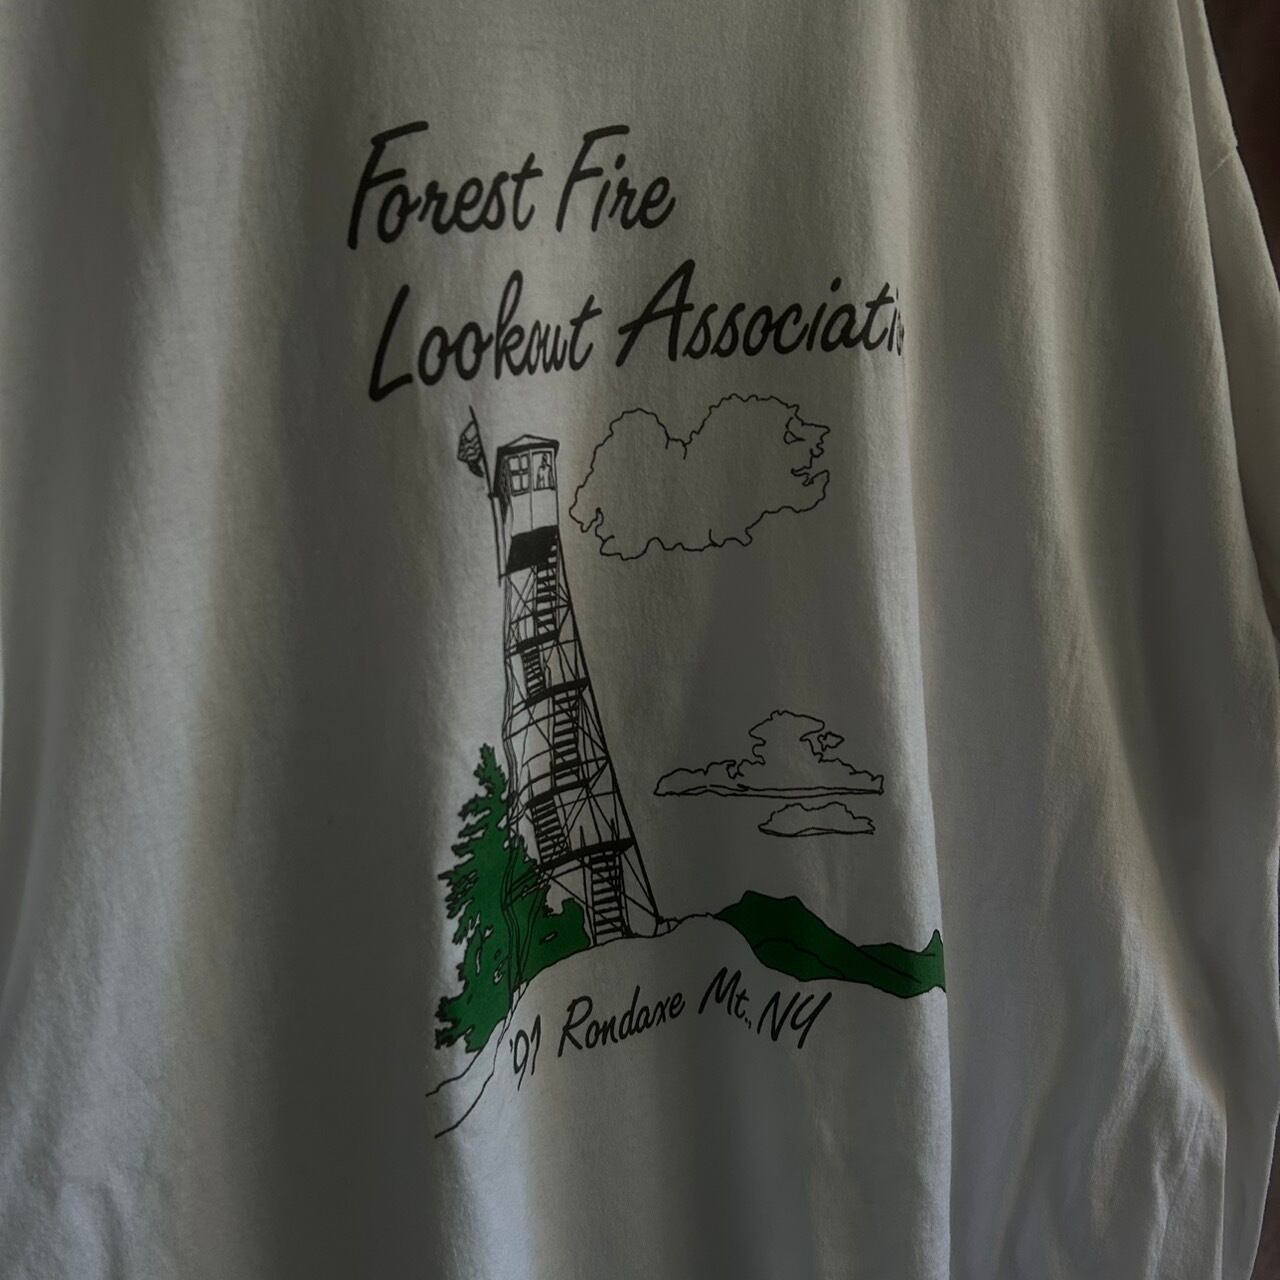 Forest Fire
Lookout Associati
'91 Rondaxe Mt., NY